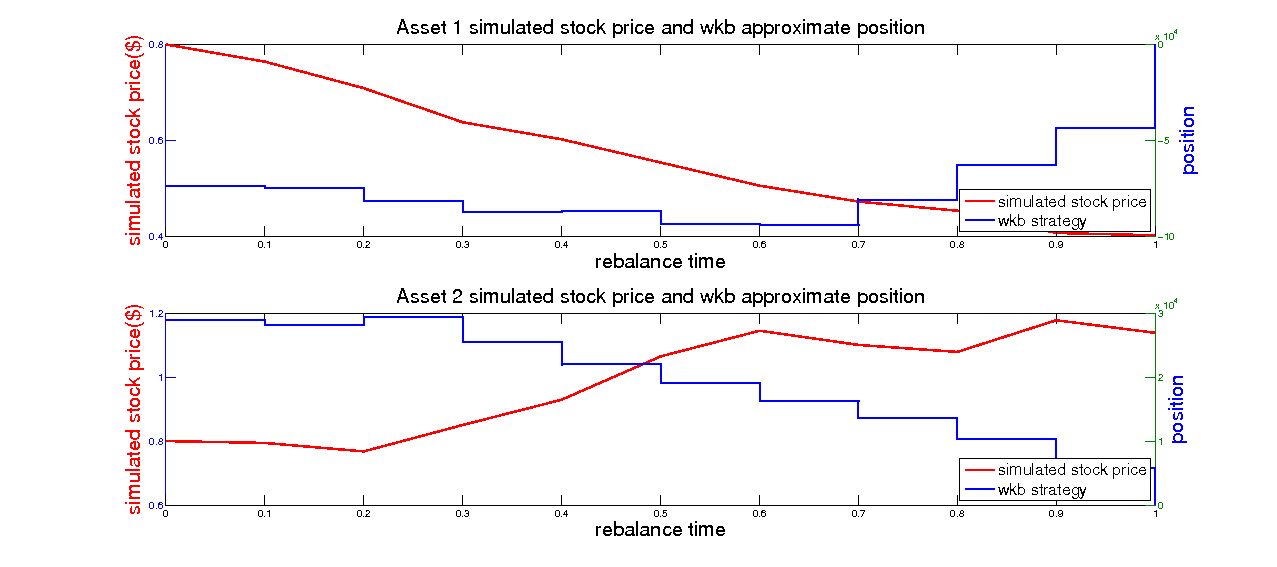 Asset 1 simulated stock price and wkb approximate position
x 10^4
simulated stock price($)
0.8
0.6
0.4
0
-5
-10
position
simulated stock price
wkb strategy
0 0.1 0.2 0.3 0.4 0.5 0.6 0.7 0.8 0.9 1
rebalance time
Asset 2 simulated stock price and wkb approximate position
x 10^4
simulated stock price($)
1.2
1
0.8
0.6
3
2
1
0
position
simulated stock price
wkb strategy
0 0.1 0.2 0.3 0.4 0.5 0.6 0.7 0.8 0.9 1
rebalance time